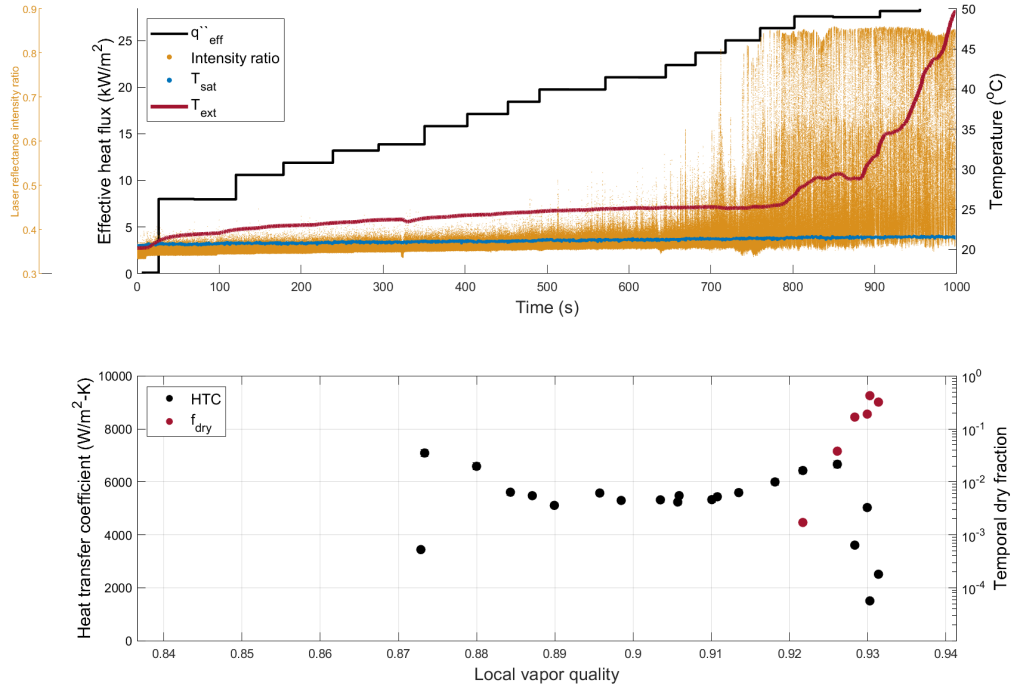 0.9
0.8
0.7
0.6
0.5
0.4
0.3
Laser reflectance intensity ratio
25
20
15
10
5
0
Effective heat flux (kW/m²)
q``eff
Intensity ratio
Tsat
Text
50
45
40
35
30
25
20
Temperature (°C)
0 100 200 300 400 500 600 700 800 900 1000
Time (s)
10000
8000
6000
4000
2000
0
Heat transfer coefficient (W/m²-K)
HTC
fdry
10⁰
10⁻¹
10⁻²
10⁻³
10⁻⁴
Temporal dry fraction
0.84 0.85 0.86 0.87 0.88 0.89 0.9 0.91 0.92 0.93 0.94
Local vapor quality